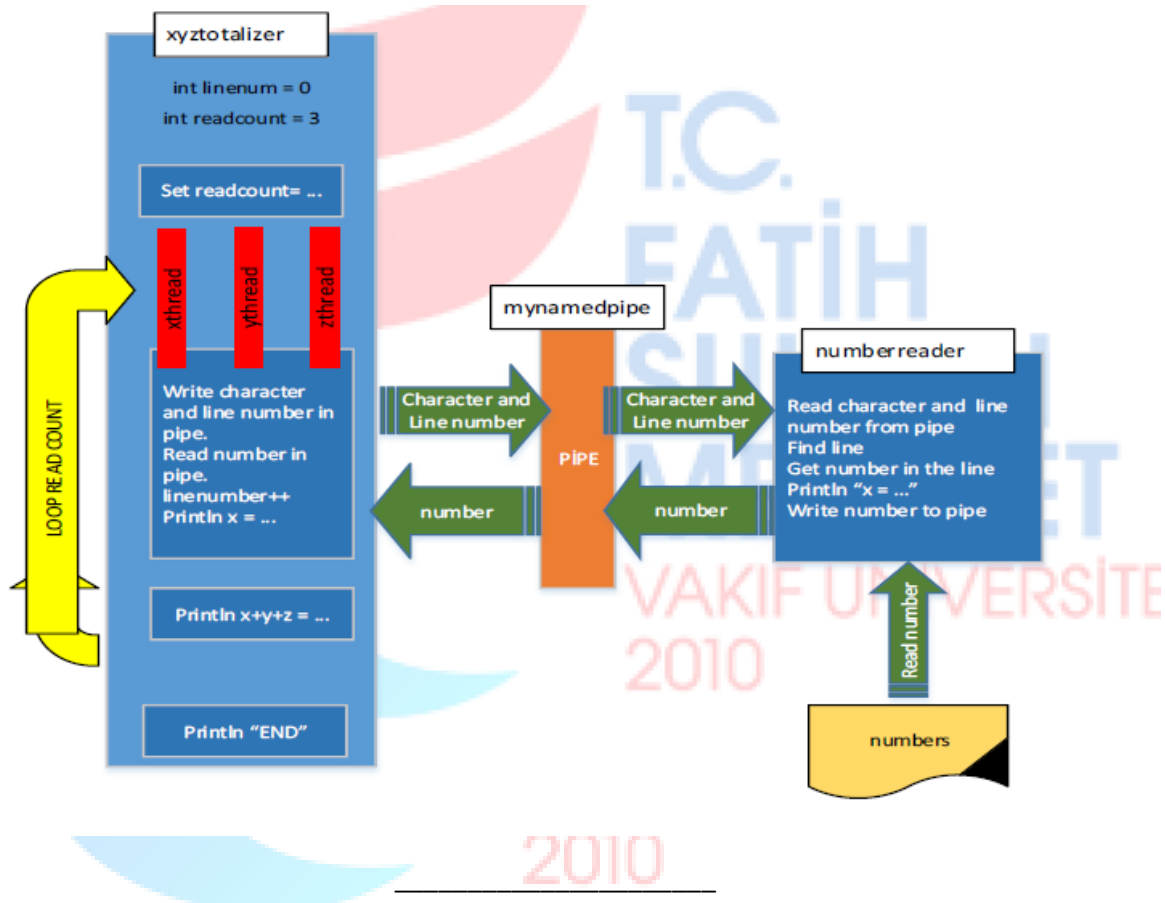 xyztotalizer
int linenum = 0
int readcount = 3
Set readcount= ...
xthread
ythread
zthread
LOOP READ COUNT
Write character
and line number in
pipe.
Read number in
pipe.
linenumber++
Println x = ...
Println x+y+z = ...
Println “END”
Character and
Line number
number
mynamedpipe
PİPE
Character and
Line number
number
numberreader
Read character and line
number from pipe
Find line
Get number in the line
Println “x = ...”
Write number to pipe
Read number
numbers
T.C.
FATİH
VAKIF
2010
2010